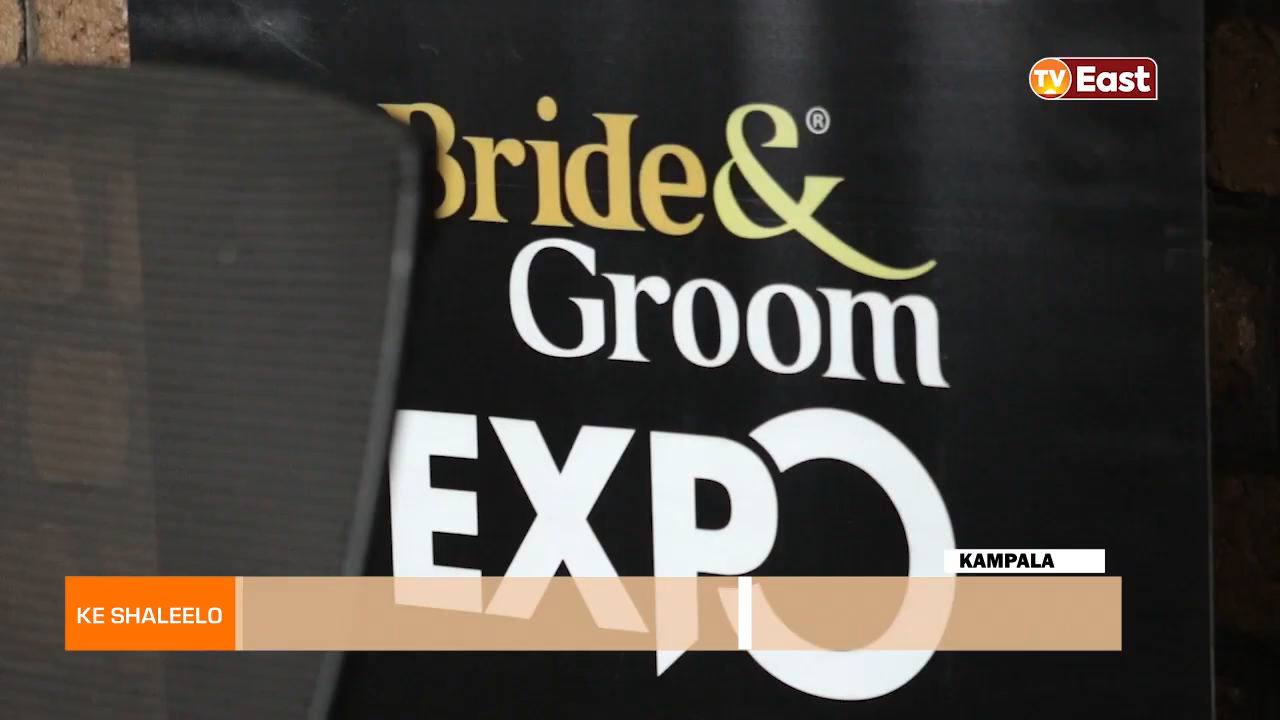 TV East
Bride &®
Groom
EXPO
KAMPALA
KE SHALEELO